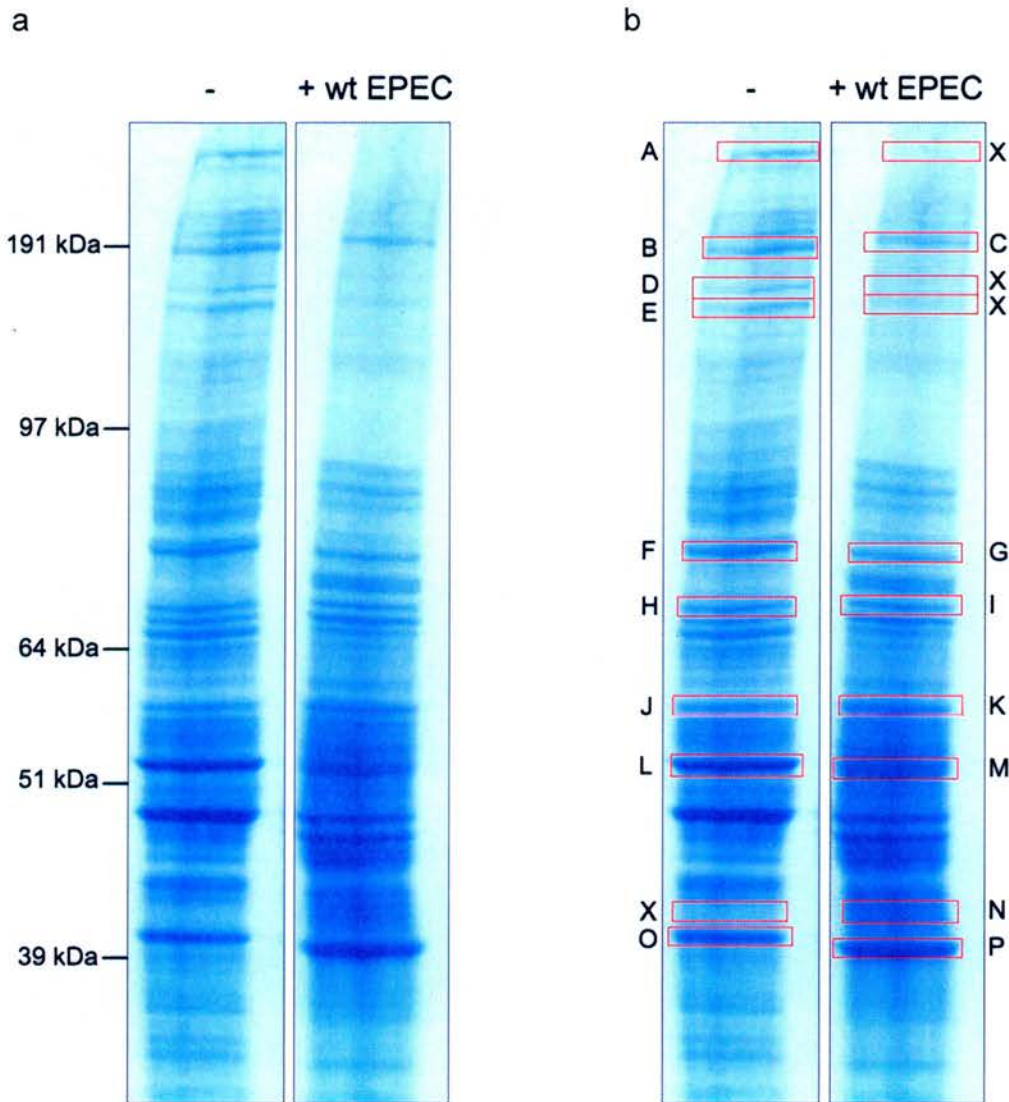 a
b
- + wt EPEC
- + wt EPEC
A X
191 kDa
B C
D X
E X
97 kDa
F G
H I
64 kDa
J K
L M
51 kDa
X N
O P
39 kDa